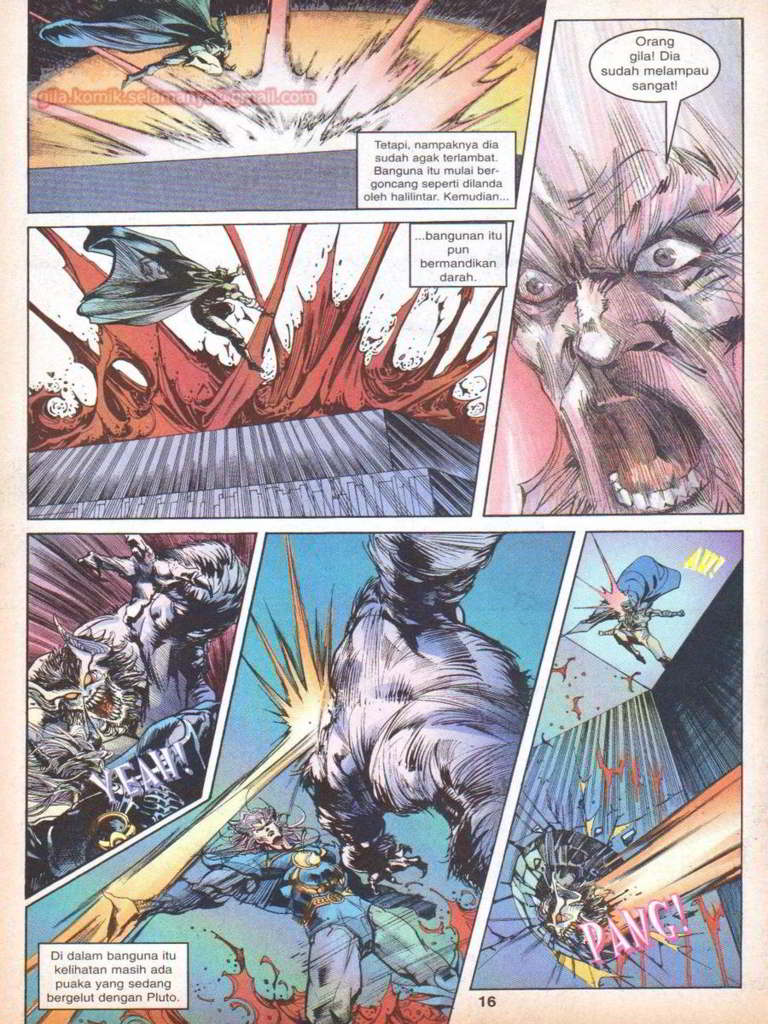 gila.komik.selamanya@gmail.com
Tetapi, nampaknya dia
sudah agak terlambat.
Banguna itu mulai ber-
goncang seperti dilanda
oleh halilintar. Kemudian...
Orang
gila! Dia
sudah melampau
sangat!
...bangunan itu
pun
bermandikan
darah.
YEAH!
Di dalam banguna itu
kelihatan masih ada
puaka yang sedang
bergelut dengan Pluto.
AH!
PANG!
16